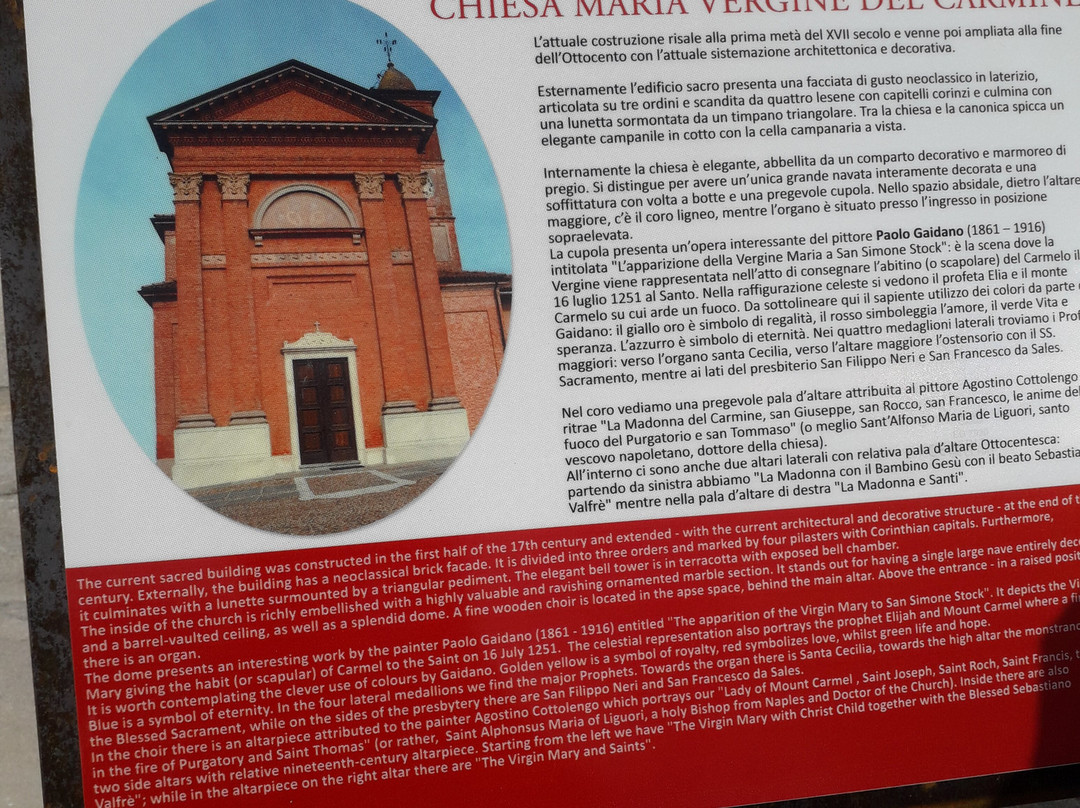 CHIESA MARIA VERGINE DEL CARMINE
L'attuale costruzione risale alla prima metà del XVII secolo e venne poi ampliata alla fine
dell'Ottocento con l'attuale sistemazione architettonica e decorativa.
Esternamente l'edificio sacro presenta una facciata di gusto neoclassico in laterizio,
articolata su tre ordini e scandita da quattro lesene con capitelli corinzi e culmina con
una lunetta sormontata da un timpano triangolare. Tra la chiesa e la canonica spicca un
elegante campanile in cotto con la cella campanaria a vista.
Internamente la chiesa è elegante, abbellita da un comparto decorativo e marmoreo di
pregio. Si distingue per avere un'unica grande navata interamente decorata e una
soffittatura con volta a botte e una pregevole cupola. Nello spazio absidale, dietro l'altare
maggiore, c'è il coro ligneo, mentre l'organo è situato presso l'ingresso in posizione
sopraelevata.
La cupola presenta un'opera interessante del pittore Paolo Gaidano (1861 – 1916)
intitolata "L'apparizione della Vergine Maria a San Simone Stock": è la scena dove la
Vergine viene rappresentata nell'atto di consegnare l'abitino (o scapolare) del Carmelo il
16 luglio 1251 al Santo. Nella raffigurazione celeste si vedono il profeta Elia e il monte
Carmelo su cui arde un fuoco. Da sottolineare qui il sapiente utilizzo dei colori da parte
Gaidano: il giallo oro è simbolo di regalità, il rosso simboleggia l'amore, il verde Vita e
speranza. L'azzurro è simbolo di eternità. Nei quattro medaglioni laterali troviamo i Prof
maggiori: verso l'organo santa Cecilia, verso l'altare maggiore l'ostensorio con il SS.
Sacramento, mentre ai lati del presbiterio San Filippo Neri e San Francesco da Sales.
Nel coro vediamo una pregevole pala d'altare attribuita al pittore Agostino Cottolengo
ritrae "La Madonna del Carmine, san Giuseppe, san Rocco, san Francesco, le anime del
fuoco del Purgatorio e san Tommaso" (o meglio Sant'Alfonso Maria de Liguori, santo
vescovo napoletano, dottore della chiesa).
All'interno ci sono anche due altari laterali con relativa pala d'altare Ottocentesca:
partendo da sinistra abbiamo "La Madonna con il Bambino Gesù con il beato Sebastia
Valfrè" mentre nella pala d'altare di destra "La Madonna e Santi".
The current sacred building was constructed in the first half of the 17th century and extended - with the current architectural and decorative structure - at the end of t
century. Externally, the building has a neoclassical brick facade. It is divided into three orders and marked by four pilasters with Corinthian capitals. Furthermore,
it culminates with a lunette surmounted by a triangular pediment. The elegant bell tower is in terracotta with exposed bell chamber.
The inside of the church is richly embellished with a highly valuable and ravishing ornamented marble section. It stands out for having a single large nave entirely deco
and a barrel-vaulted ceiling, as well as a splendid dome. A fine wooden choir is located in the apse space, behind the main altar. Above the entrance - in a raised posit
there is an organ.
The dome presents an interesting work by the painter Paolo Gaidano (1861 - 1916) entitled "The apparition of the Virgin Mary to San Simone Stock". It depicts the Vi
Mary giving the habit (or scapular) of Carmel to the Saint on 16 July 1251. The celestial representation also portrays the prophet Elijah and Mount Carmel where a fi
It is worth contemplating the clever use of colours by Gaidano. Golden yellow is a symbol of royalty, red symbolizes love, whilst green life and hope.
Blue is a symbol of eternity. In the four lateral medallions we find the major Prophets. Towards the organ there is Santa Cecilia, towards the high altar the monstranc
the Blessed Sacrament, while on the sides of the presbytery there are San Filippo Neri and San Francesco da Sales.
In the choir there is an altarpiece attributed to the painter Agostino Cottolengo which portrays our "Lady of Mount Carmel , Saint Joseph, Saint Roch, Saint Francis, t
in the fire of Purgatory and Saint Thomas" (or rather, Saint Alphonsus Maria of Liguori, a holy Bishop from Naples and Doctor of the Church). Inside there are also
two side altars with relative nineteenth-century altarpiece. Starting from the left we have "The Virgin Mary with Christ Child together with the Blessed Sebastiano
Valfrè"; while in the altarpiece on the right altar there are "The Virgin Mary and Saints".